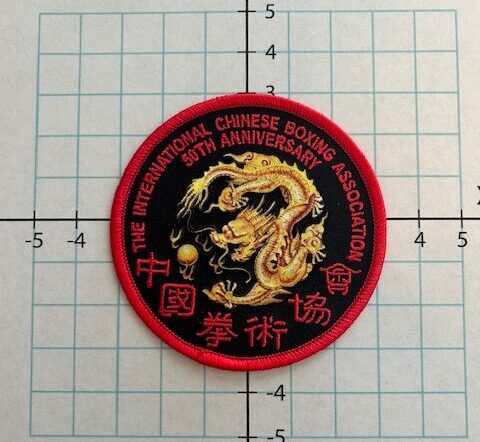 5
4
3
THE INTERNATIONAL CHINESE BOXING ASSOCIATION
50TH ANNIVERSARY
-5 -4 4 5
中國拳術協會
-4
-5